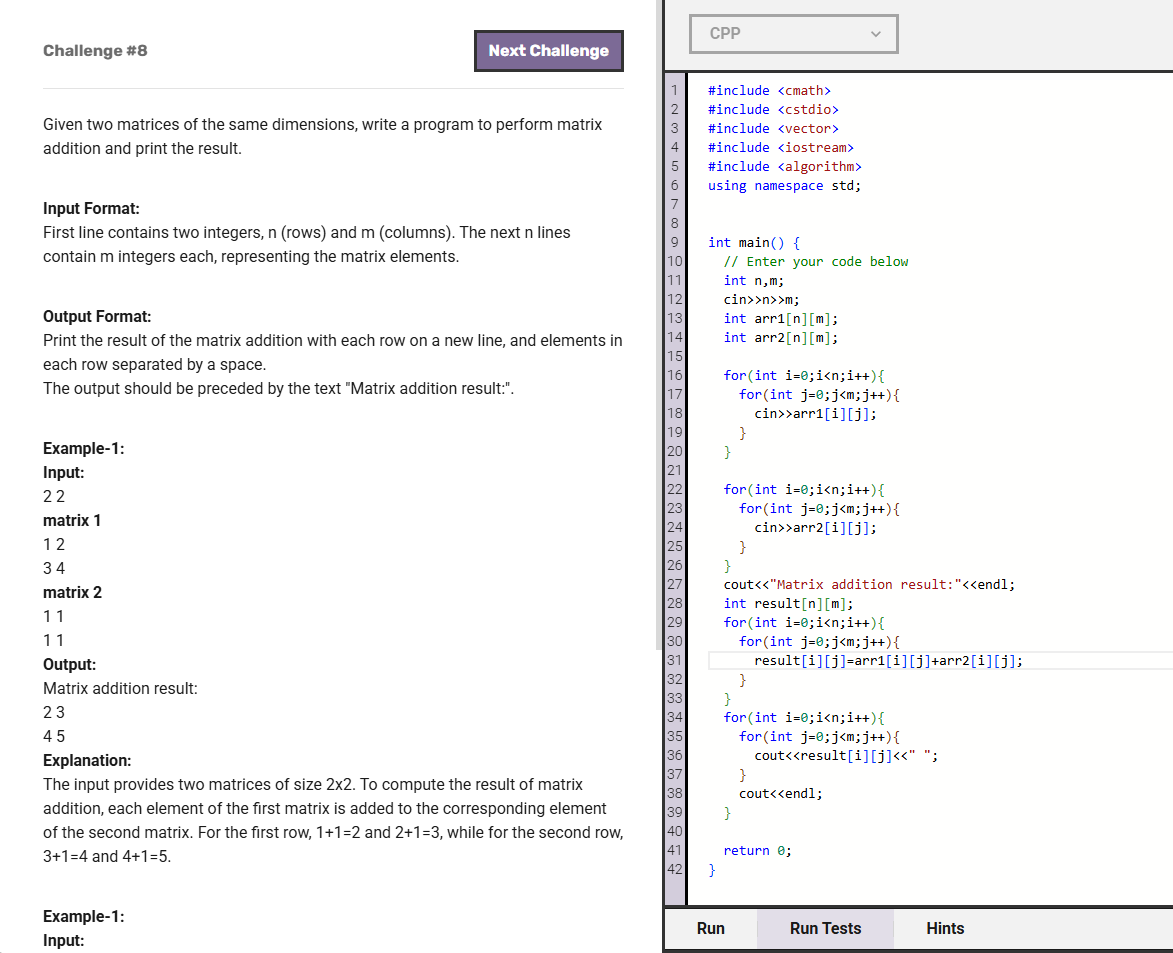 Challenge #8
Next Challenge
Given two matrices of the same dimensions, write a program to perform matrix
addition and print the result.
Input Format:
First line contains two integers, n (rows) and m (columns). The next n lines
contain m integers each, representing the matrix elements.
Output Format:
Print the result of the matrix addition with each row on a new line, and elements in
each row separated by a space.
The output should be preceded by the text "Matrix addition result:".
Example-1:
Input:
2 2
matrix 1
1 2
3 4
matrix 2
1 1
1 1
Output:
Matrix addition result:
2 3
4 5
Explanation:
The input provides two matrices of size 2x2. To compute the result of matrix
addition, each element of the first matrix is added to the corresponding element
of the second matrix. For the first row, 1+1=2 and 2+1=3, while for the second row,
3+1=4 and 4+1=5.
Example-1:
Input:
CPP
1 #include <cmath>
2 #include <cstdio>
3 #include <vector>
4 #include <iostream>
5 #include <algorithm>
6 using namespace std;
7
8
9 int main() {
10   // Enter your code below
11   int n,m;
12   cin>>n>>m;
13   int arr1[n][m];
14   int arr2[n][m];
15
16   for(int i=0;i<n;i++){
17     for(int j=0;j<m;j++){
18       cin>>arr1[i][j];
19     }
20   }
21
22   for(int i=0;i<n;i++){
23     for(int j=0;j<m;j++){
24       cin>>arr2[i][j];
25     }
26   }
27   cout<<"Matrix addition result:"<<endl;
28   int result[n][m];
29   for(int i=0;i<n;i++){
30     for(int j=0;j<m;j++){
31       result[i][j]=arr1[i][j]+arr2[i][j];
32     }
33   }
34   for(int i=0;i<n;i++){
35     for(int j=0;j<m;j++){
36       cout<<result[i][j]<<" ";
37     }
38     cout<<endl;
39   }
40
41   return 0;
42 }
Run
Run Tests
Hints